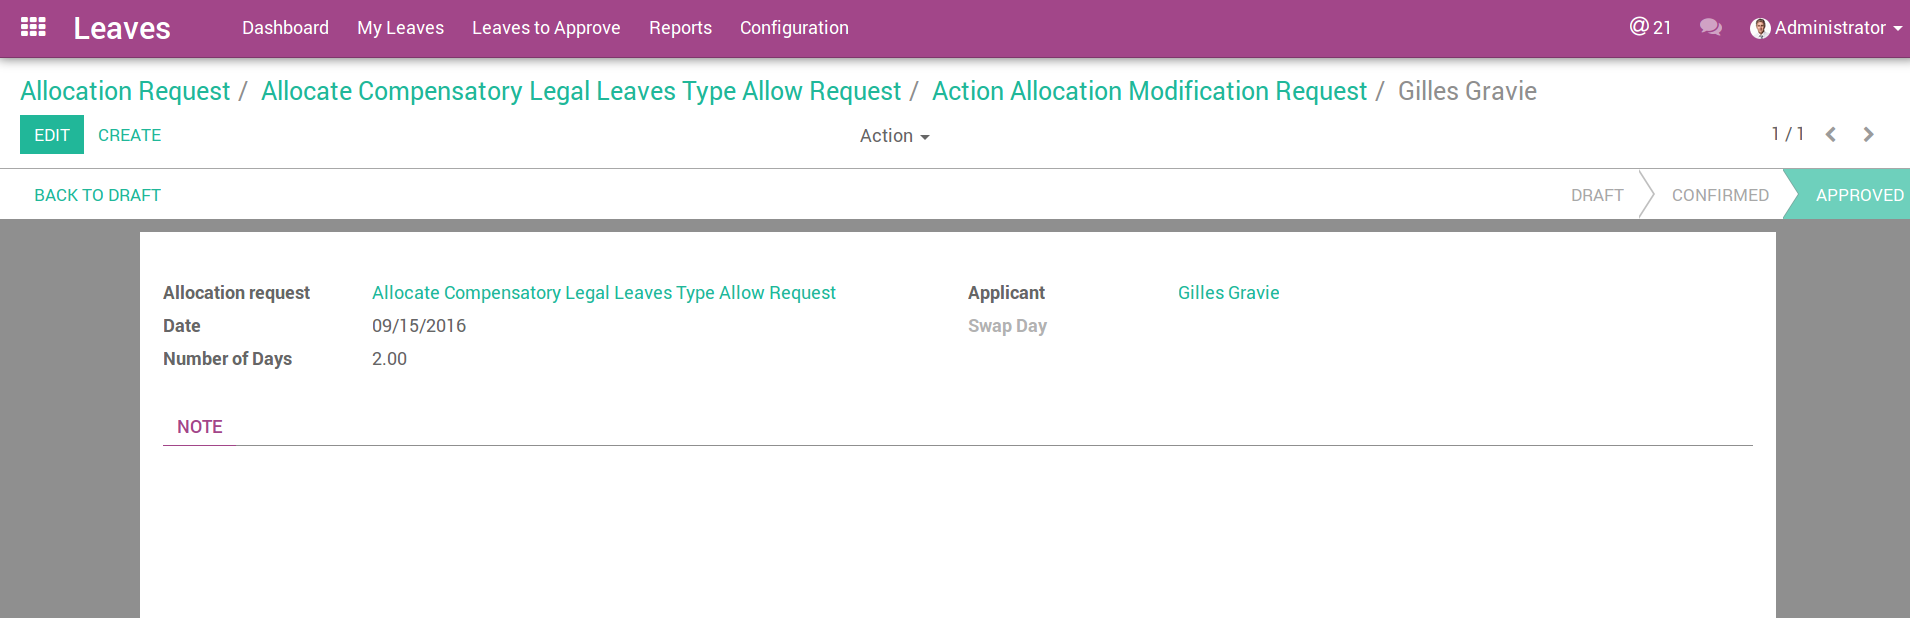 Leaves Dashboard My Leaves Leaves to Approve Reports Configuration @ 21 Administrator
Allocation Request / Allocate Compensatory Legal Leaves Type Allow Request / Action Allocation Modification Request / Gilles Gravie
EDIT CREATE Action 1 / 1
BACK TO DRAFT DRAFT CONFIRMED APPROVED
Allocation request Allocate Compensatory Legal Leaves Type Allow Request Applicant Gilles Gravie
Date 09/15/2016 Swap Day
Number of Days 2.00
NOTE